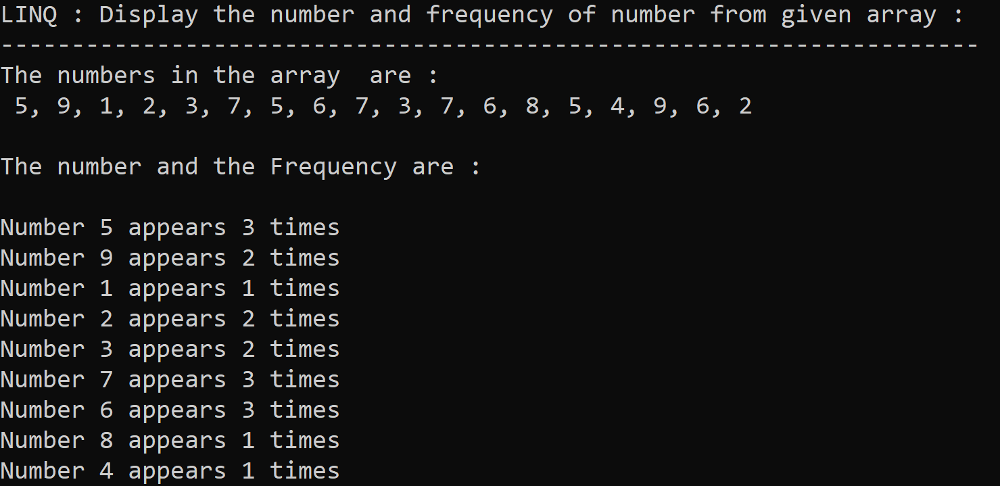 LINQ : Display the number and frequency of number from given array :
---------------------------------------------------------------------
The numbers in the array  are :
 5, 9, 1, 2, 3, 7, 5, 6, 7, 3, 7, 6, 8, 5, 4, 9, 6, 2
The number and the Frequency are :
Number 5 appears 3 times
Number 9 appears 2 times
Number 1 appears 1 times
Number 2 appears 2 times
Number 3 appears 2 times
Number 7 appears 3 times
Number 6 appears 3 times
Number 8 appears 1 times
Number 4 appears 1 times